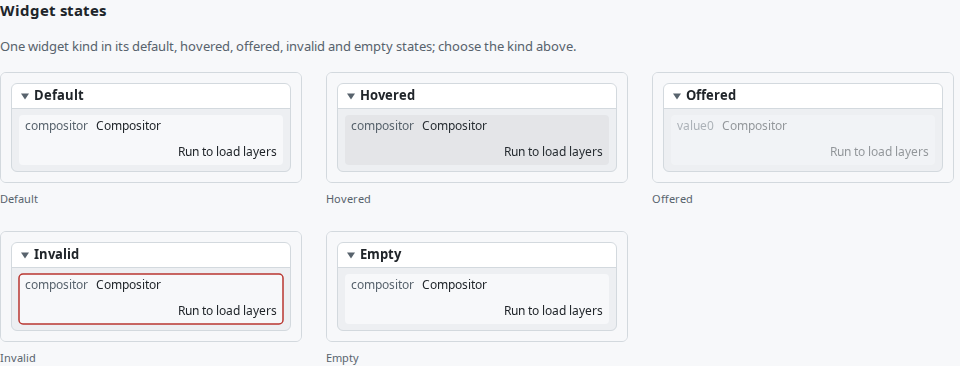 Widget states
One widget kind in its default, hovered, offered, invalid and empty states; choose the kind above.
Default
compositor Compositor
Run to load layers
Default
Hovered
compositor Compositor
Run to load layers
Hovered
Offered
value0 Compositor
Run to load layers
Offered
Invalid
compositor Compositor
Run to load layers
Invalid
Empty
compositor Compositor
Run to load layers
Empty